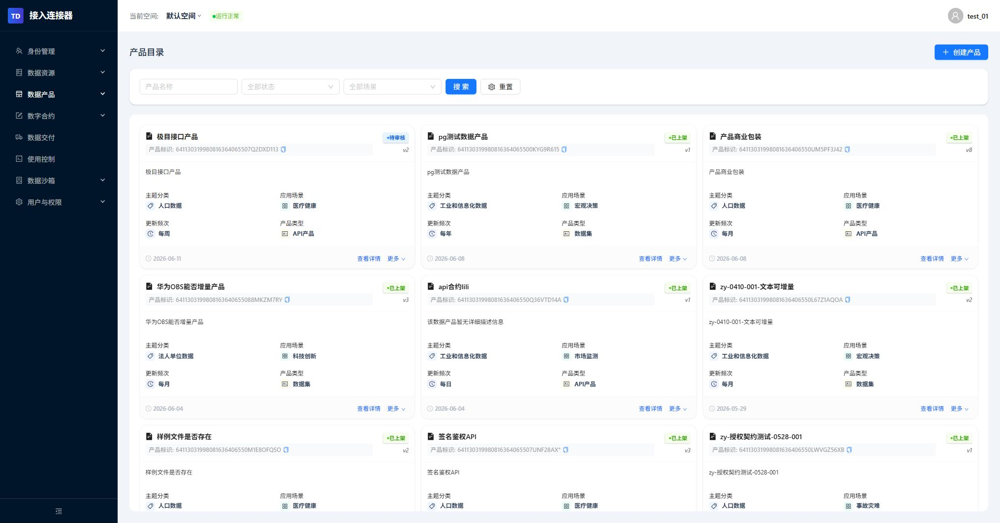 TD 接入连接器
当前空间: 默认空间 运行正常
test_01
身份管理
数据资源
数据产品
数字合约
数据交付
使用控制
数据沙箱
用户与权限
产品目录
创建产品
产品名称 全部状态 全部场景 搜 索 重置
极目接口产品 待审核
产品标识: 641130319980816364065507Q2DXD113 v2
极目接口产品
主题分类 应用场景
人口数据 医疗健康
更新频次 产品类型
每周 API产品
2026-06-11 查看详情 更多
pg测试数据产品 已上架
产品标识: 641130319980816364065500KYG9R615 v1
pg测试数据产品
主题分类 应用场景
工业和信息化数据 宏观决策
更新频次 产品类型
每年 数据集
2026-06-08 查看详情 更多
产品商业包装 已上架
产品标识: 64113031998081636406550UM5PF3J42 v8
产品商业包装
主题分类 应用场景
人口数据 医疗健康
更新频次 产品类型
每月 API产品
2026-06-08 查看详情 更多
华为OBS能否增量产品 已上架
产品标识: 641130319980816364065088MKZM7RY v3
华为OBS能否增量产品
主题分类 应用场景
法人单位数据 科技创新
更新频次 产品类型
每月 数据集
2026-06-04 查看详情 更多
api合约lili 已上架
产品标识: 64113031998081636406550Q36VTD14A v1
该数据产品暂无详细描述信息
主题分类 应用场景
工业和信息化数据 市场监测
更新频次 产品类型
每日 API产品
2026-06-04 查看详情 更多
zy-0410-001-文本可增量 已上架
产品标识: 64113031998081636406550L67Z1AQOA v2
zy-0410-001-文本可增量
主题分类 应用场景
工业和信息化数据 宏观决策
更新频次 产品类型
每月 数据集
2026-05-29 查看详情 更多
样例文件是否存在 已上架
产品标识: 64113031998081636406550M1E8OFQSO v2
样例文件是否存在
主题分类 应用场景
人口数据 医疗健康
签名鉴权API 已上架
产品标识: 641130319980816364065507UNF28AX* v3
签名鉴权API
主题分类 应用场景
人口数据 医疗健康
zy-授权契约测试-0528-001 已上架
产品标识: 64113031998081636406550LWVGZ56XB v1
zy-授权契约测试-0528-001
主题分类 应用场景
人口数据 事故灾难